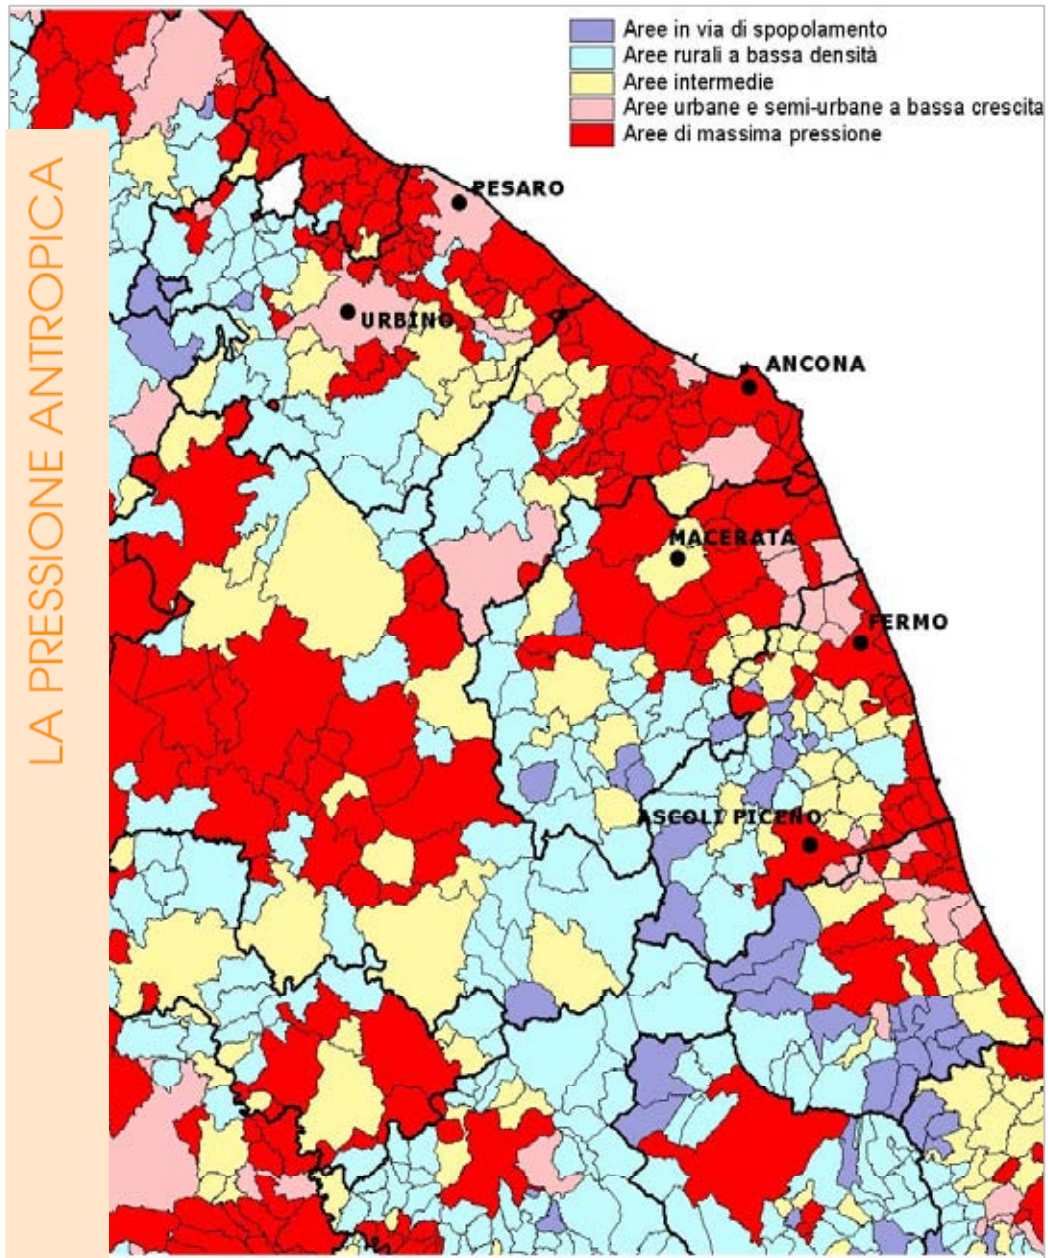 LA PRESSIONE ANTROPICA
Aree in via di spopolamento
Aree rurali a bassa densità
Aree intermedie
Aree urbane e semi-urbane a bassa crescita
Aree di massima pressione
PESARO
URBINO
ANCONA
MACERATA
FERMO
ASCOLI PICENO